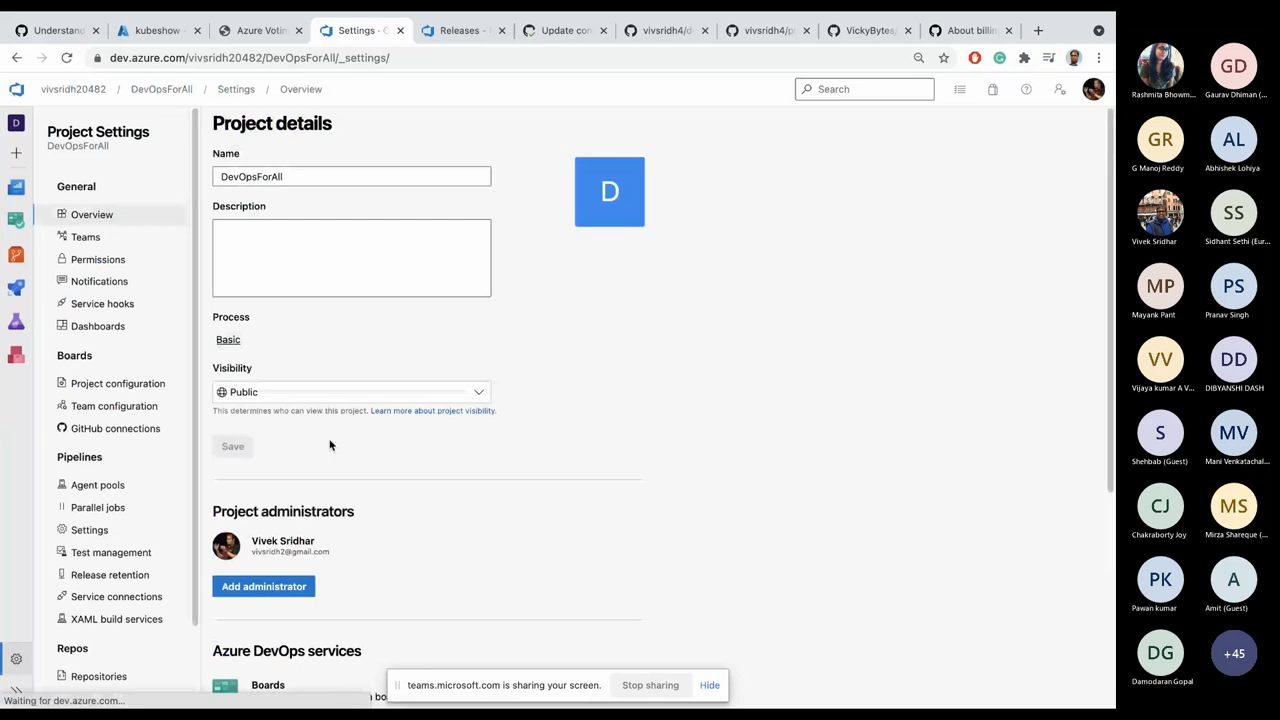 Understand
kubeshow
Azure Votin
Settings · O
Releases -
Update con
vivsridh4/d
vivsridh4/p
VickyBytes/
About billin
dev.azure.com/vivsridh20482/DevOpsForAll/_settings/
vivsridh20482 / DevOpsForAll / Settings / Overview
Search
D
Project Settings
DevOpsForAll
General
Overview
Teams
Permissions
Notifications
Service hooks
Dashboards
Boards
Project configuration
Team configuration
GitHub connections
Pipelines
Agent pools
Parallel jobs
Settings
Test management
Release retention
Service connections
XAML build services
Repos
Repositories
Project details
Name
DevOpsForAll
D
Description
Process
Basic
Visibility
Public
This determines who can view this project. Learn more about project visibility.
Save
Project administrators
Vivek Sridhar
vivsridh2@gmail.com
Add administrator
Azure DevOps services
Boards
Waiting for dev.azure.com...
teams.microsoft.com is sharing your screen.
Stop sharing
Hide
Rashmita Bhowm...
GD
Gaurav Dhiman (...
GR
G Manoj Reddy
AL
Abhishek Lohiya
Vivek Sridhar
SS
Sidhant Sethi (Eur...
MP
Mayank Pant
PS
Pranav Singh
VV
Vijaya kumar A V...
DD
DIBYANSHI DASH
S
Shehbab (Guest)
MV
Mani Venkatachal...
CJ
Chakraborty Joy
MS
Mirza Shareque (...
PK
Pawan kumar
A
Amit (Guest)
DG
Damodaran Gopal
+45